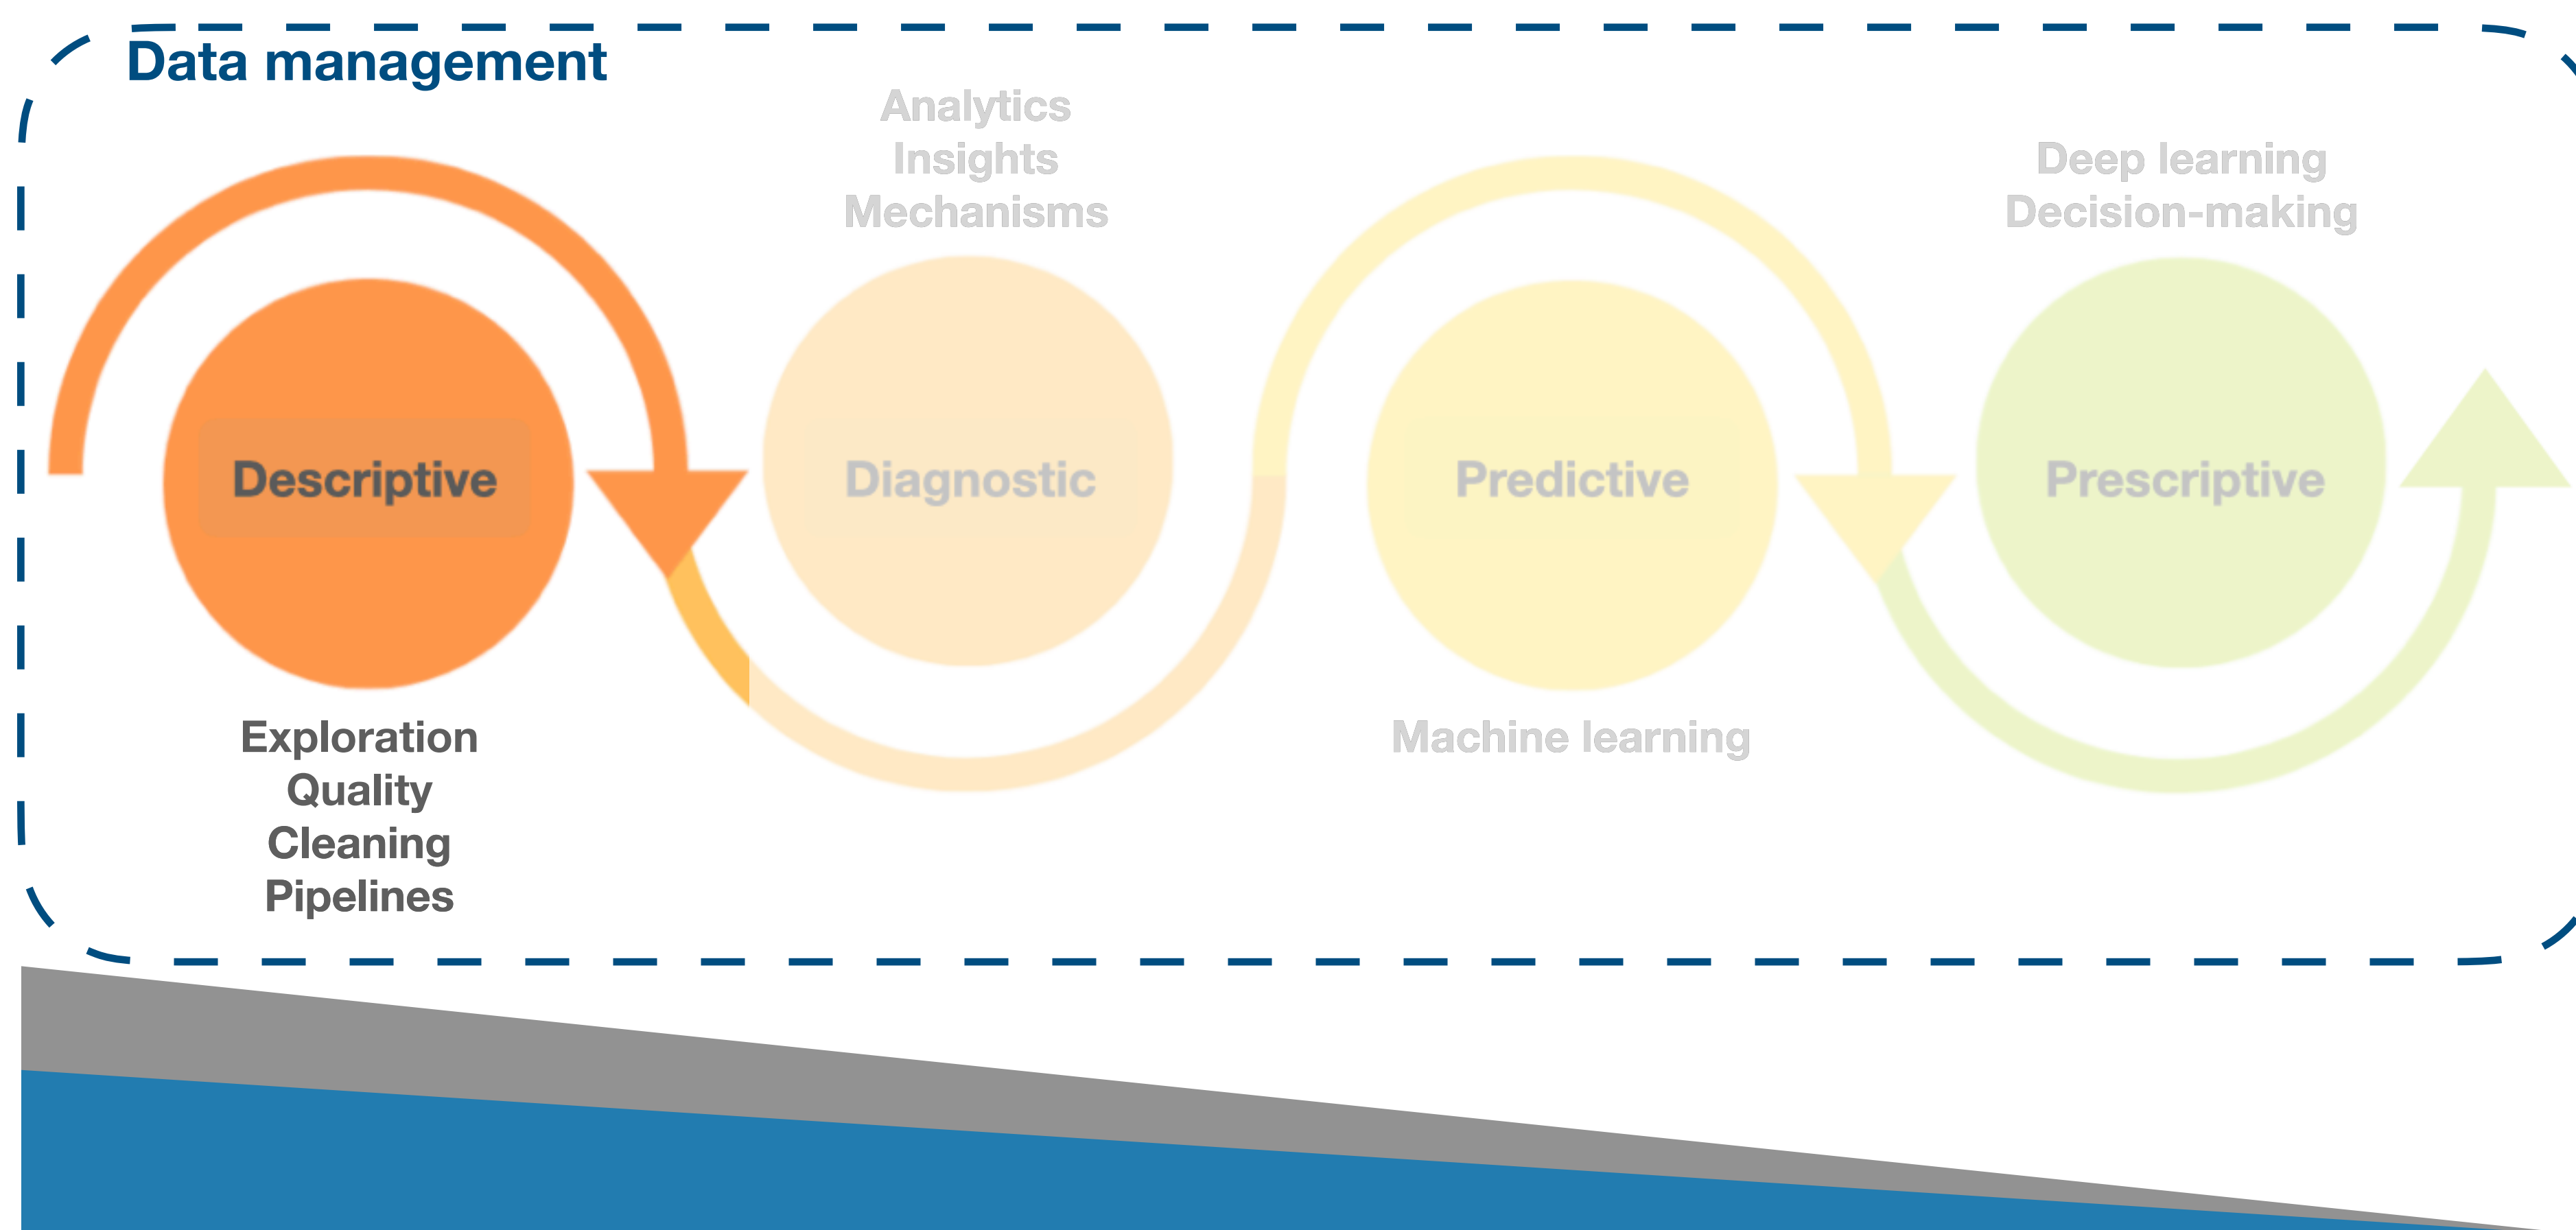 Data management
Analytics
Insights
Mechanisms
Deep learning
Decision-making
Descriptive
Diagnostic
Predictive
Prescriptive
Exploration
Quality
Cleaning
Pipelines
Machine learning